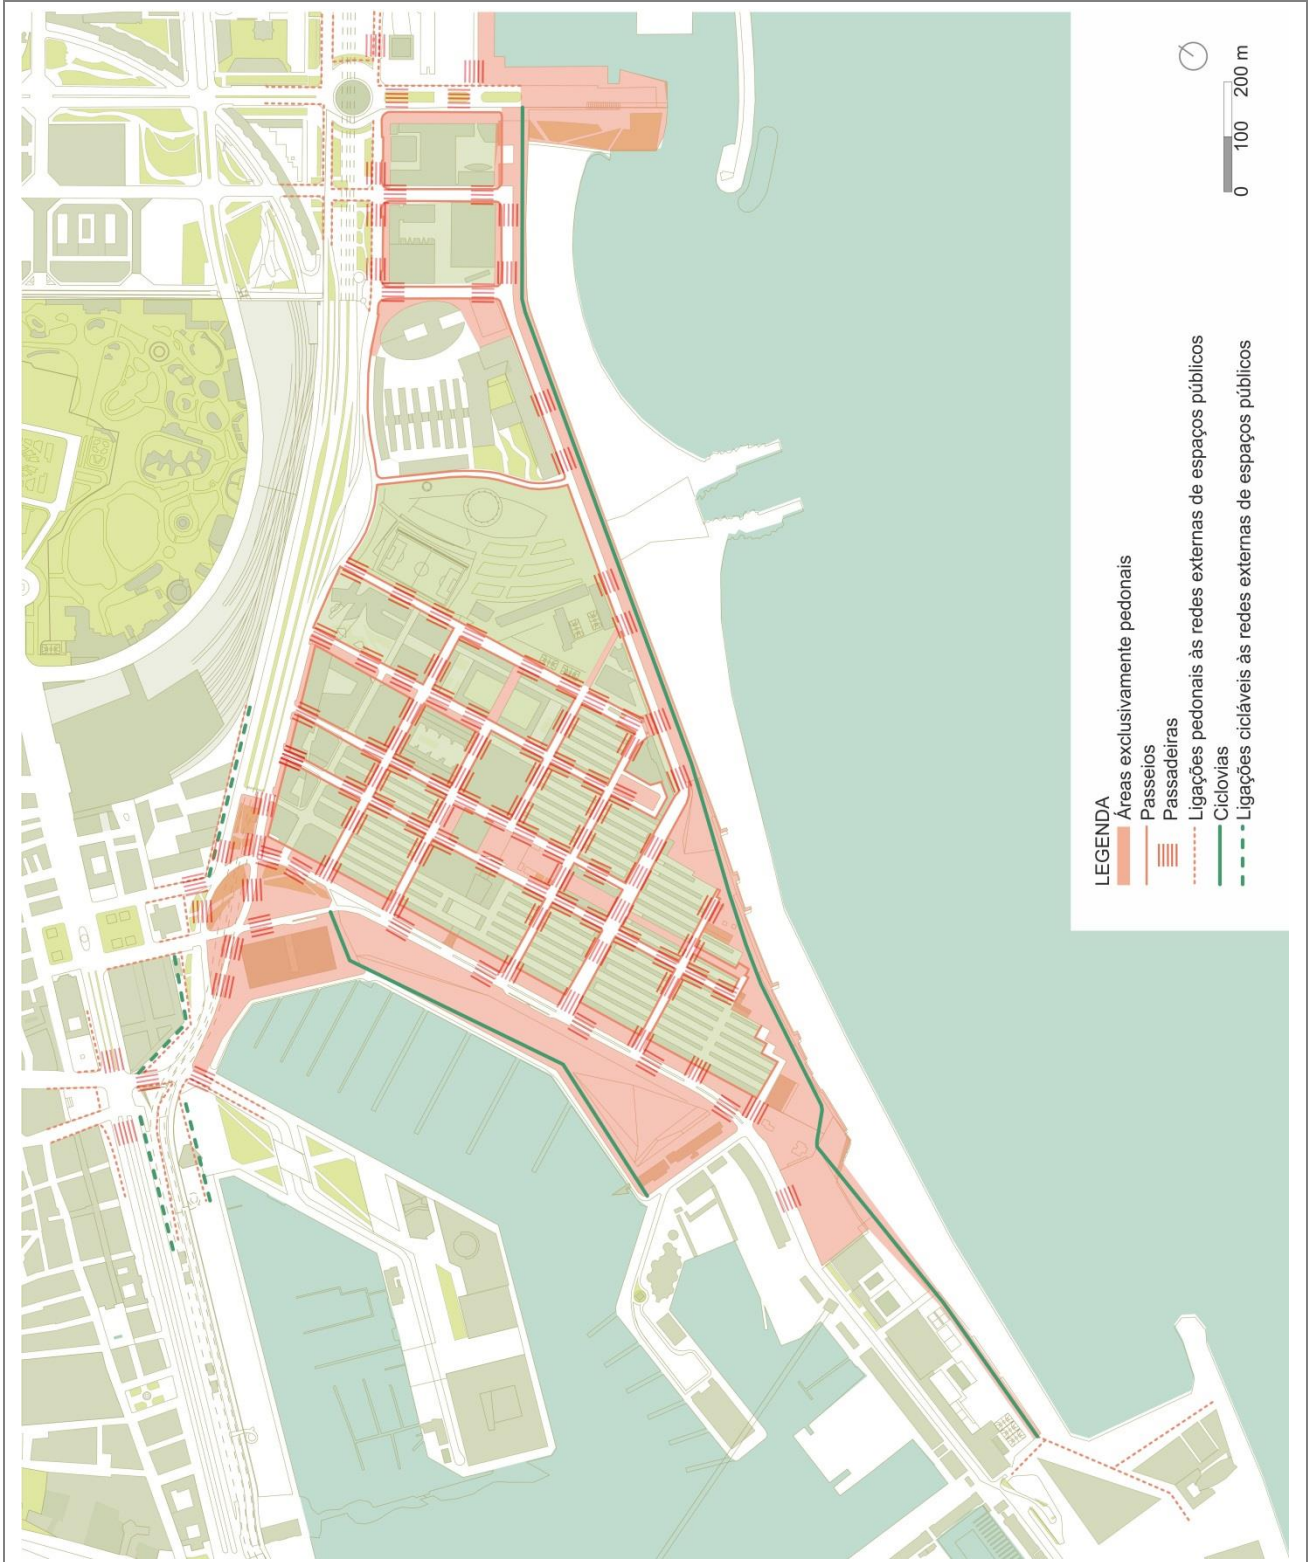 LEGENDA
Áreas exclusivamente pedonais
Passeios
Passadeiras
Ligações pedonais às redes externas de espaços públicos
Ciclovias
Ligações cicláveis às redes externas de espaços públicos
0 100 200 m